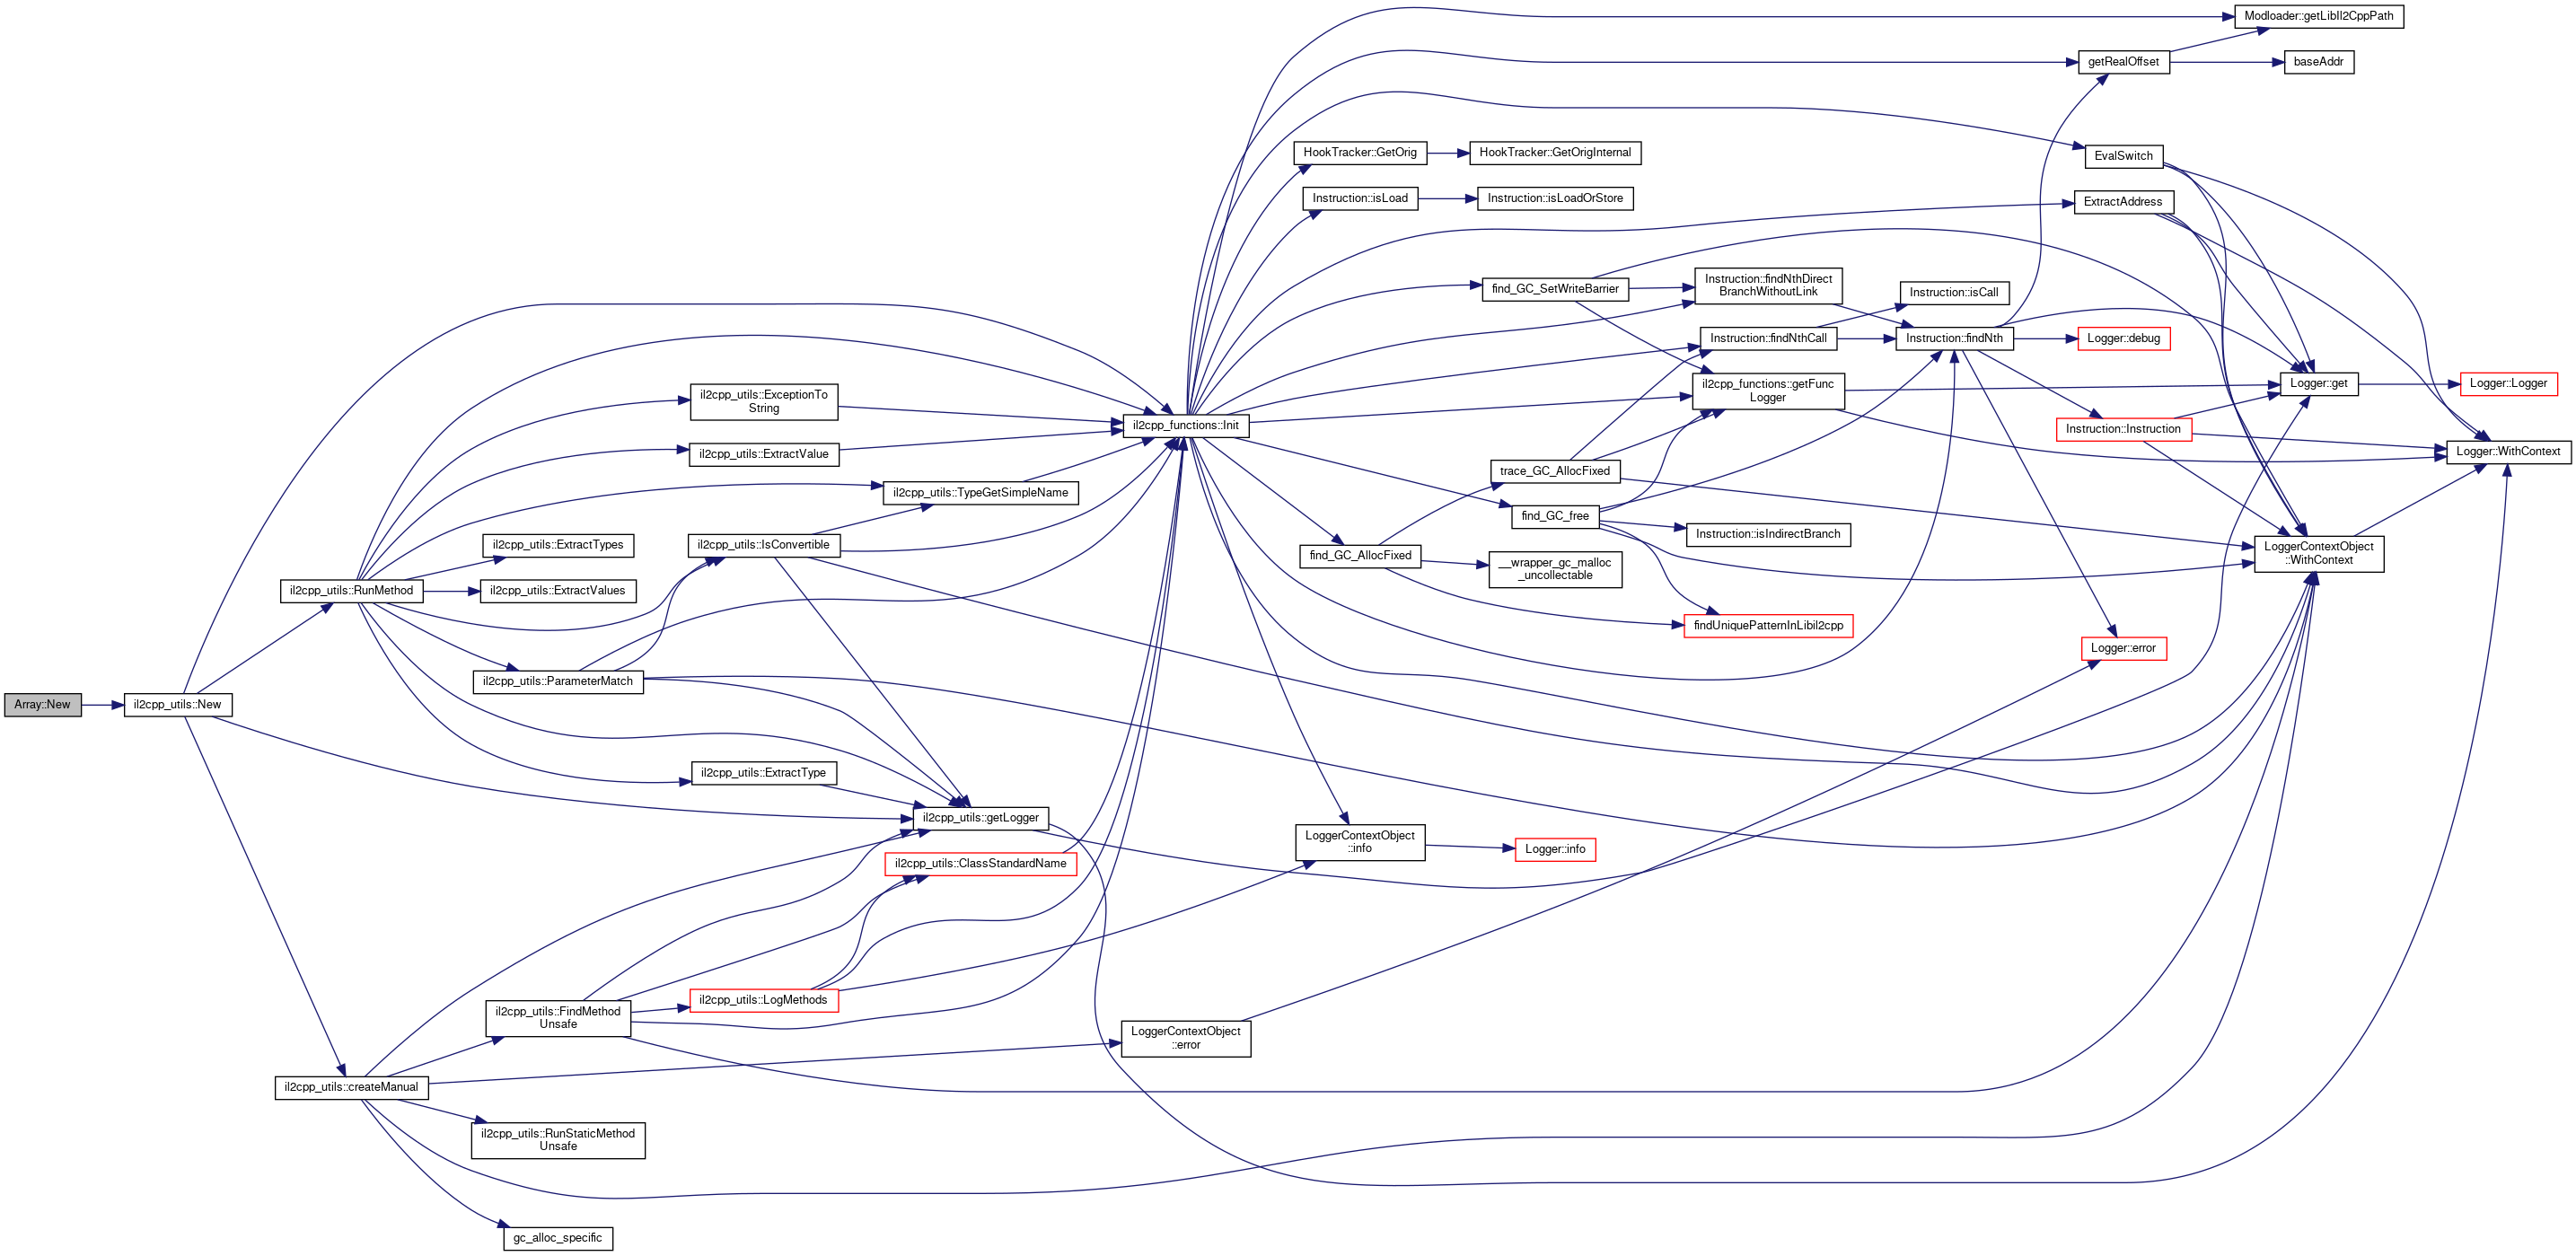 Modloader::getLibIl2CppPath
getRealOffset
baseAddr
HookTracker::GetOrig
HookTracker::GetOrigInternal
EvalSwitch
Instruction::isLoad
Instruction::isLoadOrStore
ExtractAddress
find_GC_SetWriteBarrier
Instruction::findNthDirect
BranchWithoutLink
Instruction::isCall
Instruction::findNthCall
Instruction::findNth
Logger::debug
il2cpp_functions::getFunc
Logger
Logger::get
Logger::Logger
il2cpp_utils::ExceptionTo
String
il2cpp_functions::Init
Instruction::Instruction
il2cpp_utils::ExtractValue
Logger::WithContext
trace_GC_AllocFixed
il2cpp_utils::TypeGetSimpleName
find_GC_free
Instruction::isIndirectBranch
il2cpp_utils::ExtractTypes
il2cpp_utils::IsConvertible
find_GC_AllocFixed
LoggerContextObject
::WithContext
__wrapper_gc_malloc
_uncollectable
il2cpp_utils::RunMethod
il2cpp_utils::ExtractValues
findUniquePatternInLibil2cpp
Logger::error
il2cpp_utils::ParameterMatch
Array::New
il2cpp_utils::New
il2cpp_utils::ExtractType
il2cpp_utils::getLogger
LoggerContextObject
::info
Logger::info
il2cpp_utils::ClassStandardName
il2cpp_utils::LogMethods
il2cpp_utils::FindMethod
Unsafe
LoggerContextObject
::error
il2cpp_utils::createManual
il2cpp_utils::RunStaticMethod
Unsafe
gc_alloc_specific